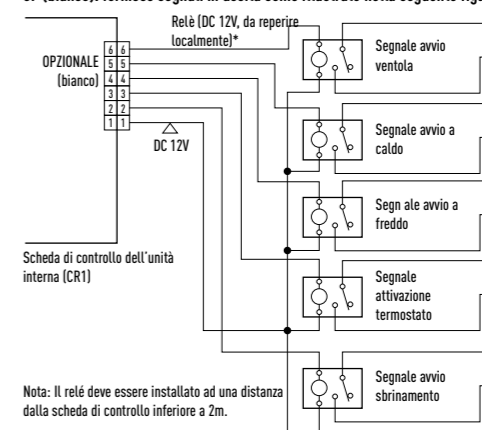 Relè (DC 12V, da reperire
localmente)*
OPZIONALE
(bianco)
6 6
5 5
4 4
3 3
2 2
1 1
DC 12V
Segnale avvio
ventola
Segnale avvio a
caldo
Segn ale avvio a
freddo
Segnale
attivazione
termostato
Segnale avvio
sbrinamento
Scheda di controllo dell'unità
interna (CR1)
Nota: Il relé deve essere installato ad una distanza
dalla scheda di controllo inferiore a 2m.